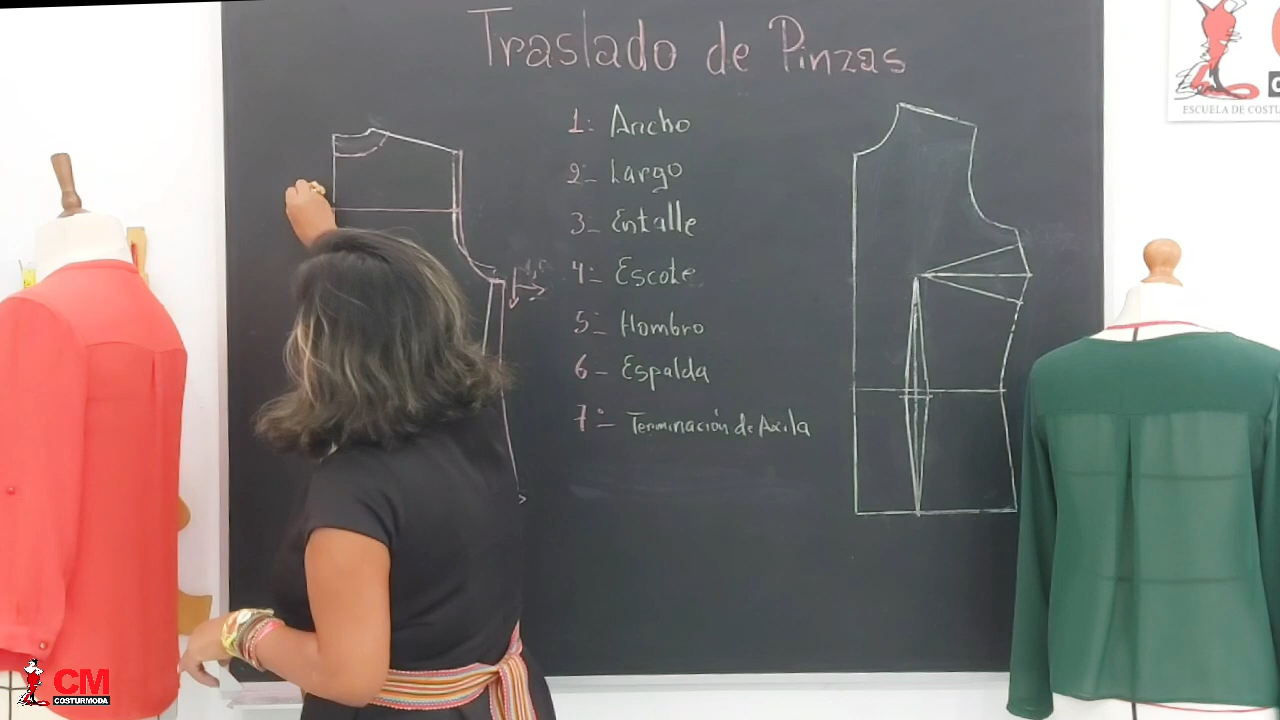 Traslado de Pinzas
1:- Ancho
2:- Largo
3:- Entalle
4:- Escote
5:- Hombro
6:- Espalda
7:- Terminación de Axila
ESCUELA DE
CM
COSTURMODA